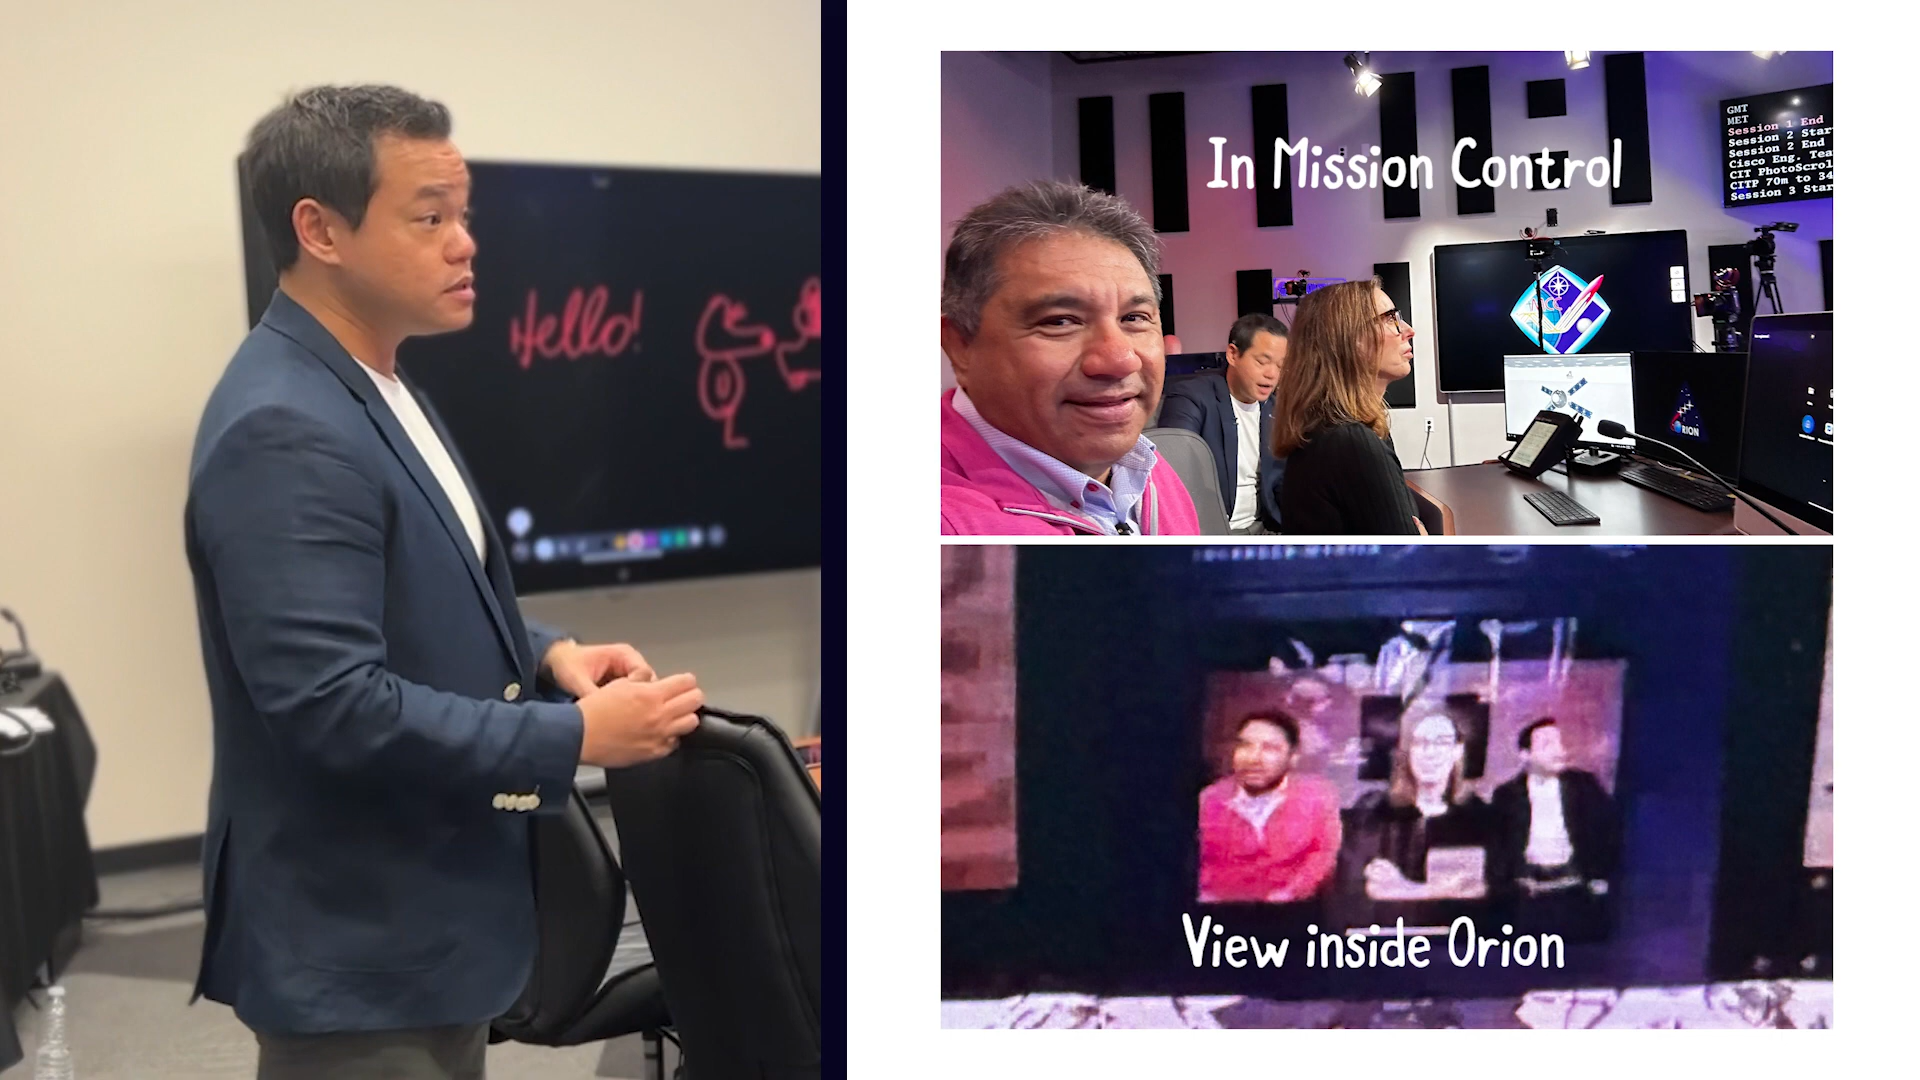 Hello!
In Mission Control
GMT
MET
Session 1 End
Session 2 Star
Session 2 End
Cisco Eng. Tea
CIT PhotoScrol
CITP 70m to 34
Session 3 Star
ORION
View inside Orion